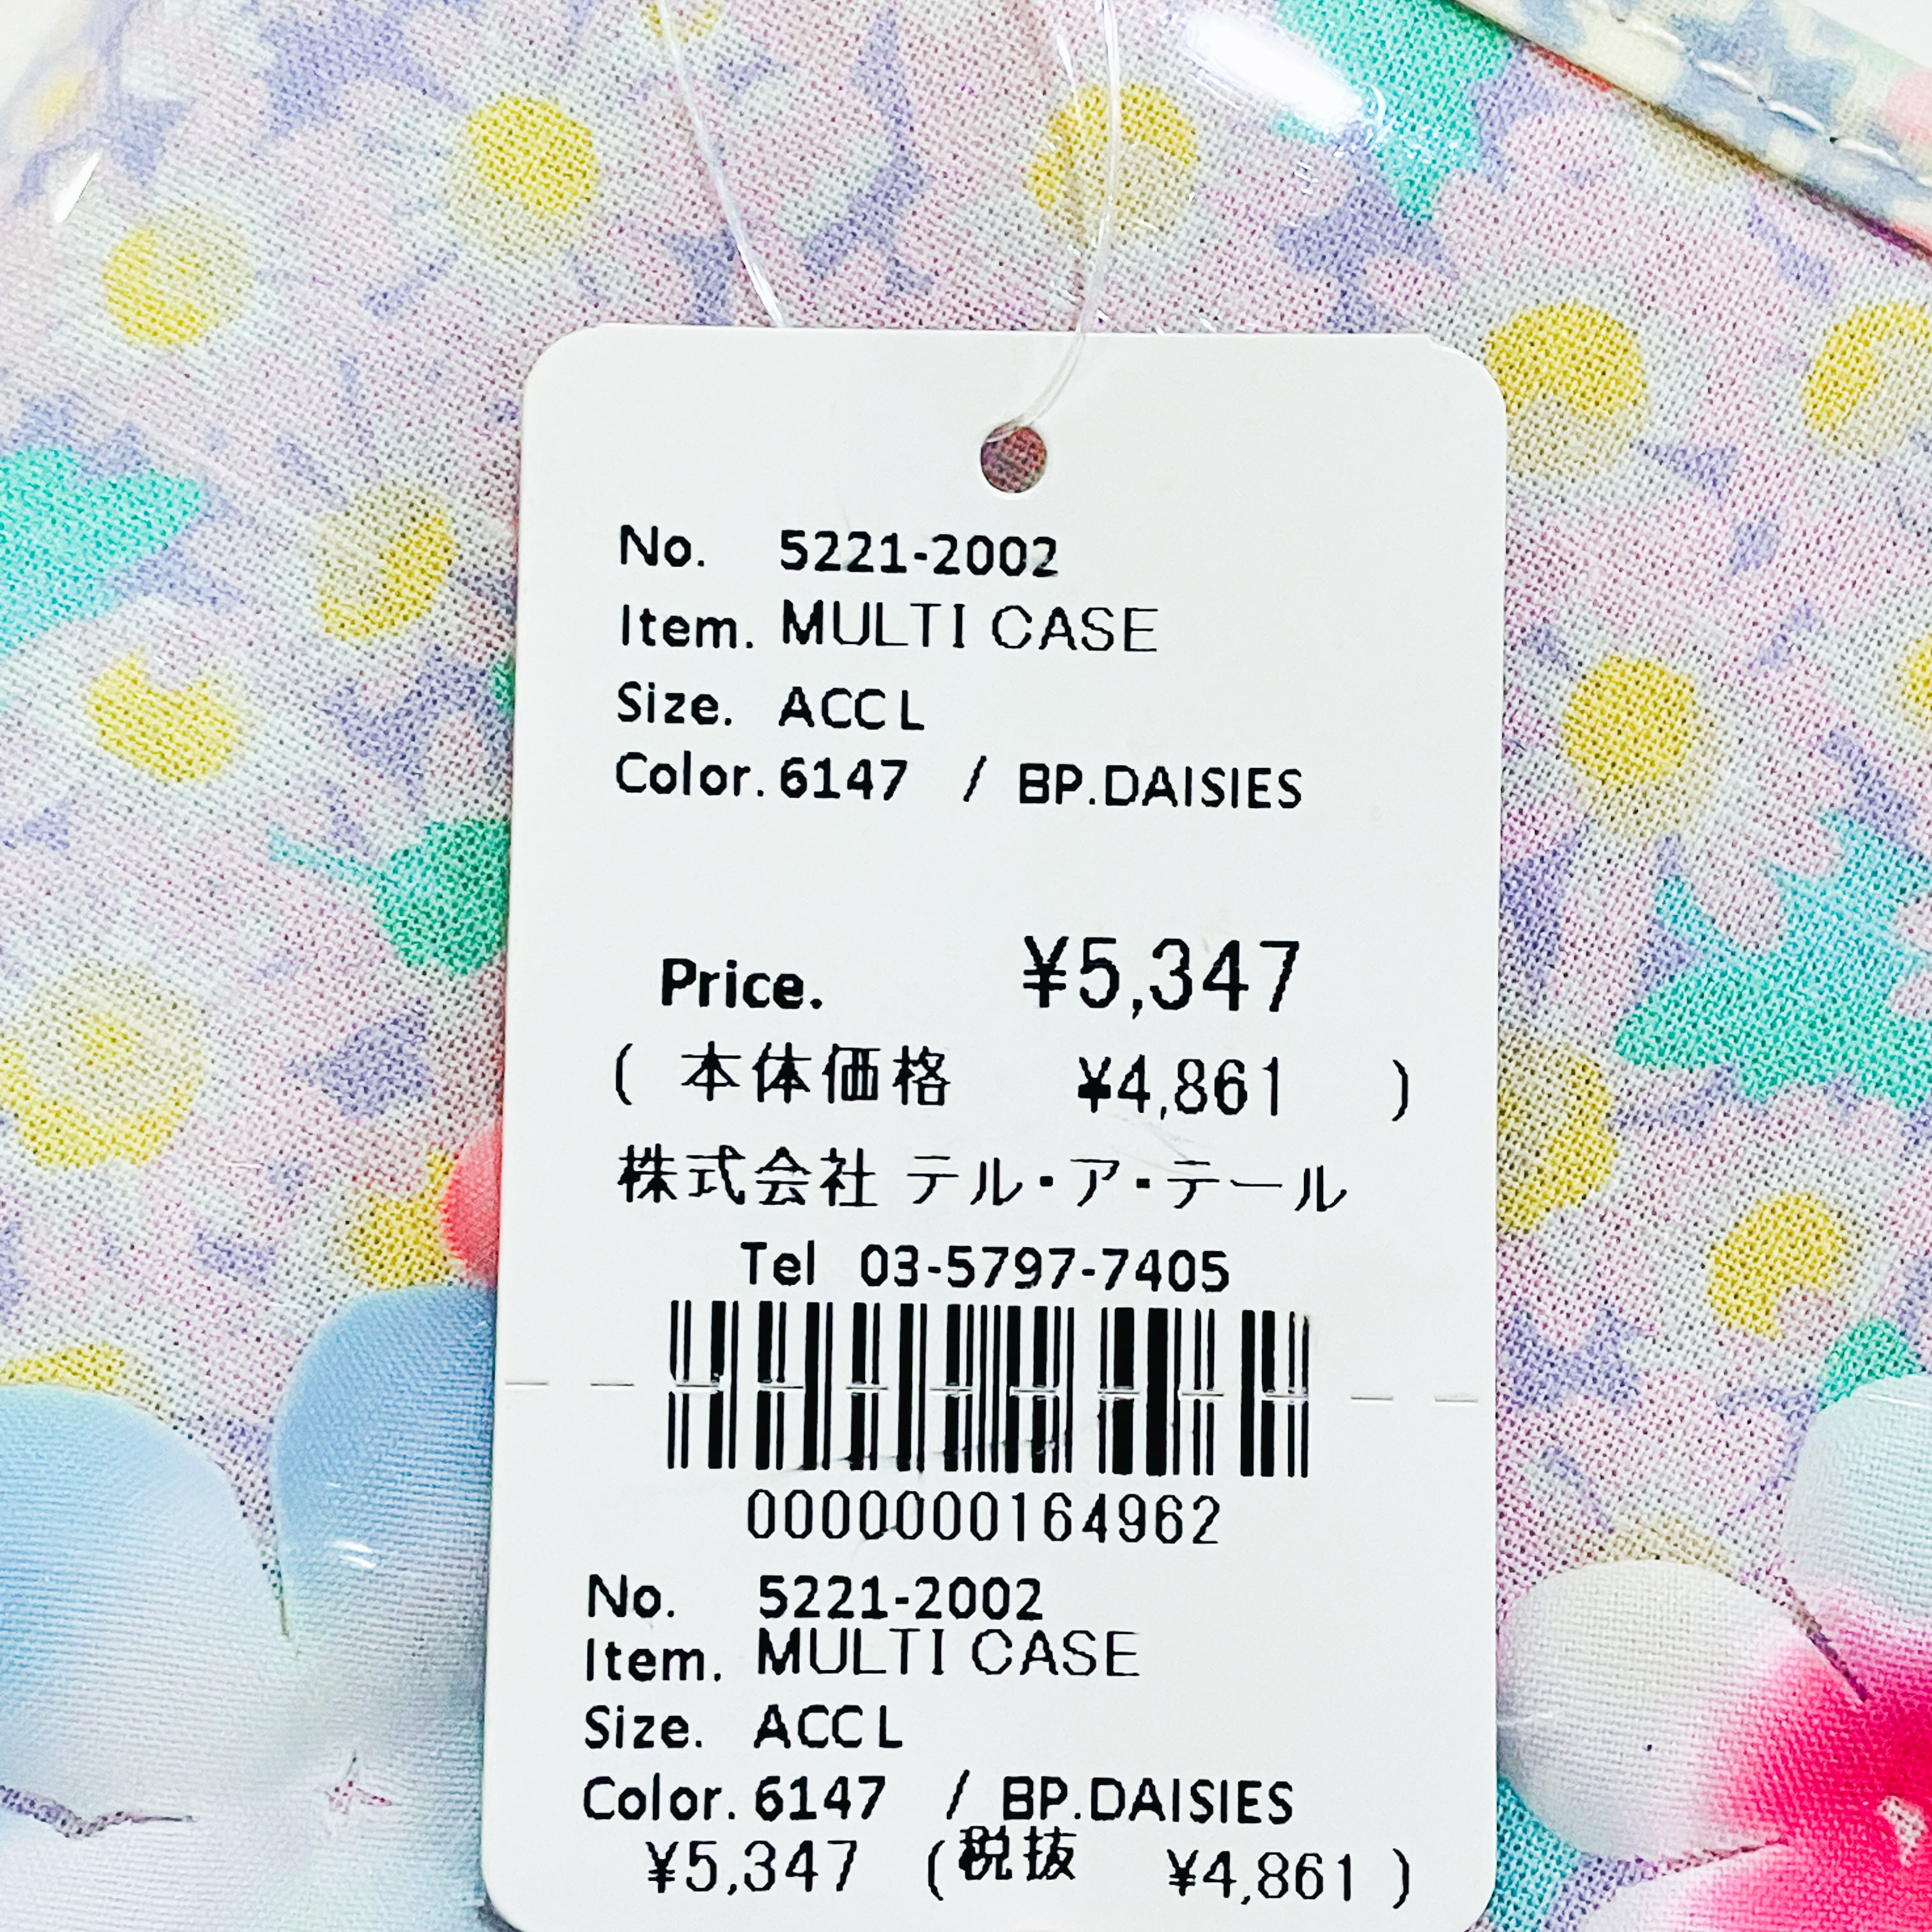 No. 5221-2002
Item. MULTI CASE
Size. ACC L
Color. 6147 / BP.DAISIES
Price. ¥5,347
( 本体価格 ¥4,861 )
株式会社 テル・ア・テール
Tel 03-5797-7405
0000000164962
No. 5221-2002
Item. MULTI CASE
Size. ACC L
Color. 6147 / BP.DAISIES
¥5,347 (税抜 ¥4,861 )